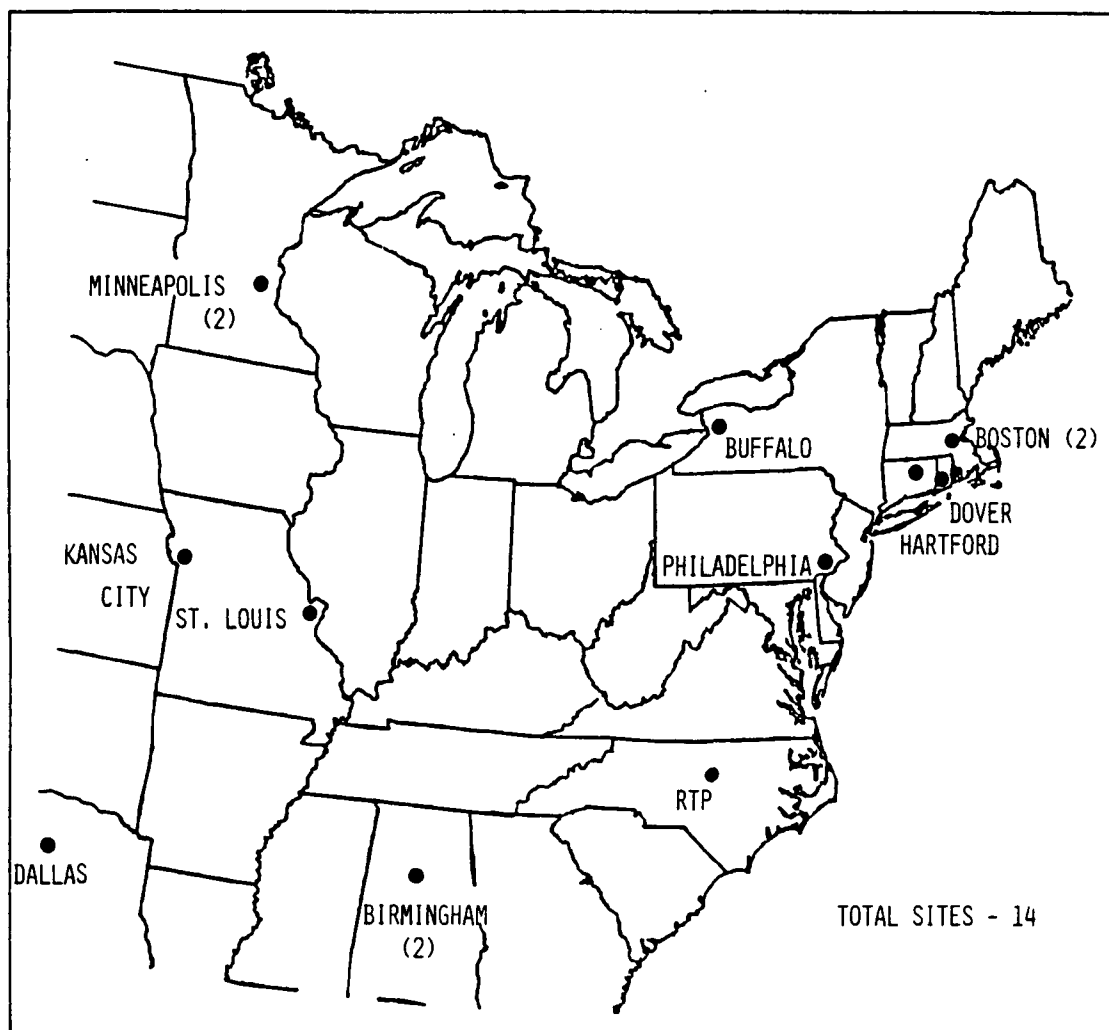 MINNEAPOLIS
(2)
BUFFALO
BOSTON (2)
DOVER
HARTFORD
KANSAS
CITY
PHILADELPHIA
ST. LOUIS
RTP
DALLAS
BIRMINGHAM
(2)
TOTAL SITES - 14